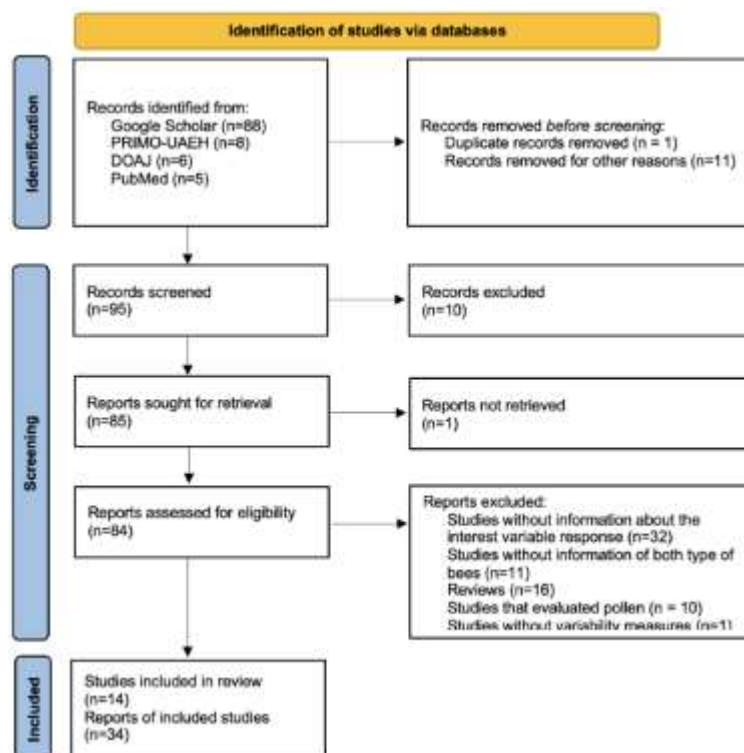 Identification of studies via databases
Identification
Records identified from:
Google Scholar (n=88)
PRIMO-UAEH (n=8)
DOAJ (n=6)
PubMed (n=5)
Records removed before screening:
Duplicate records removed (n = 1)
Records removed for other reasons (n=11)
Screening
Records screened
(n=95)
Records excluded
(n=10)
Reports sought for retrieval
(n=85)
Reports not retrieved
(n=1)
Reports assessed for eligibility
(n=84)
Reports excluded:
Studies without information about the
interest variable response (n=32)
Studies without information of both type of
bees (n=11)
Reviews (n=16)
Studies that evaluated pollen (n = 10)
Studies without variability measures (n=1)
Included
Studies included in review
(n=14)
Reports of included studies
(n=34)